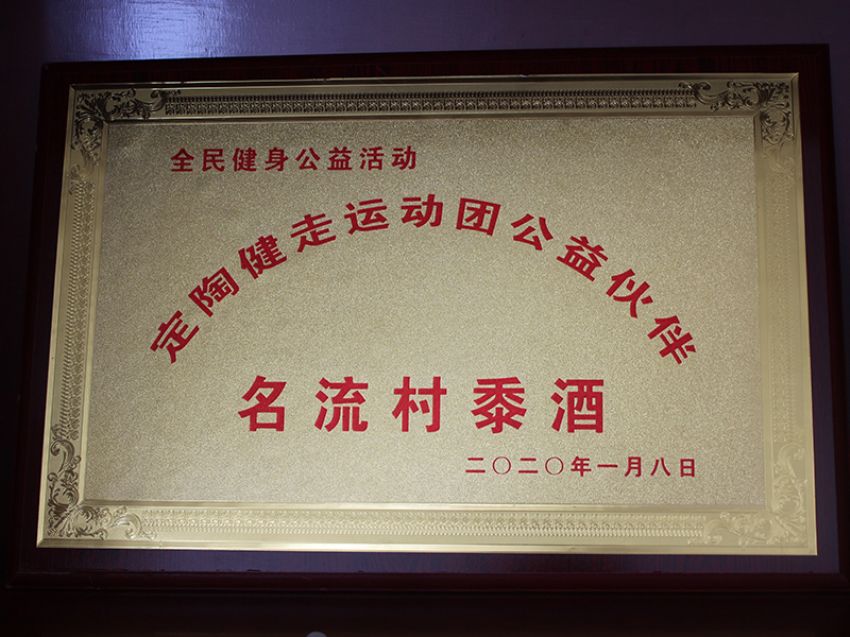 全民健身公益活动
定陶健走运动团公益伙伴
名流村黍酒
二〇二〇年一月八日